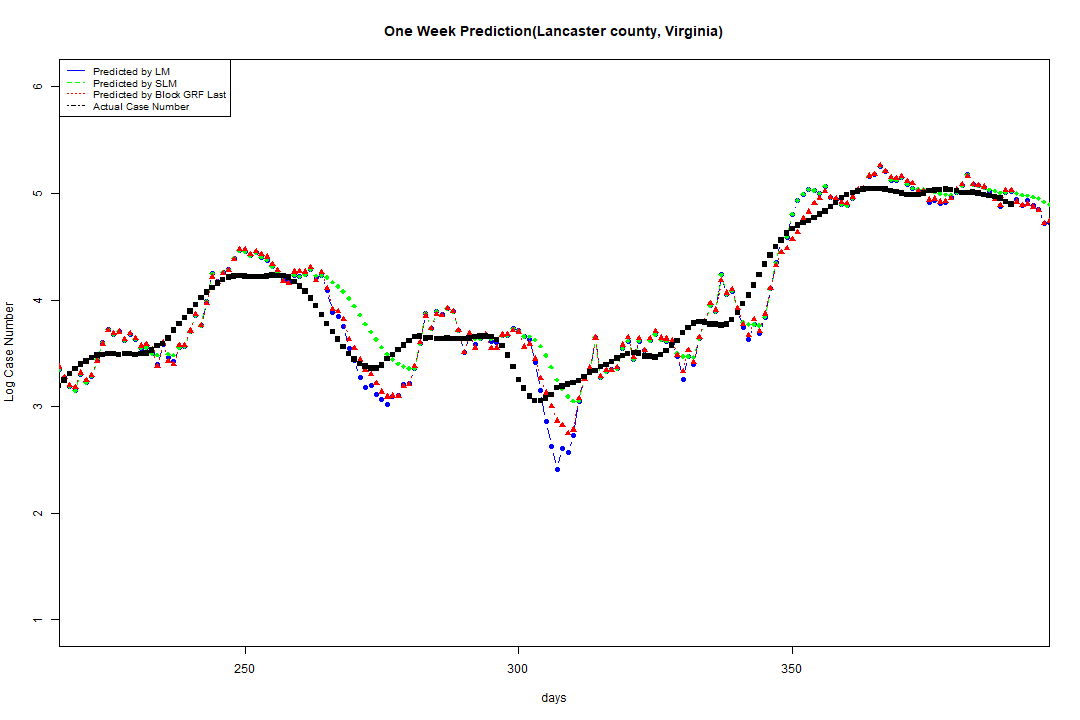 One Week Prediction(Lancaster county, Virginia)
Predicted by LM
Predicted by SLM
Predicted by Block GRF Last
Actual Case Number
6
5
4
3
2
1
Log Case Number
250
300
350
days